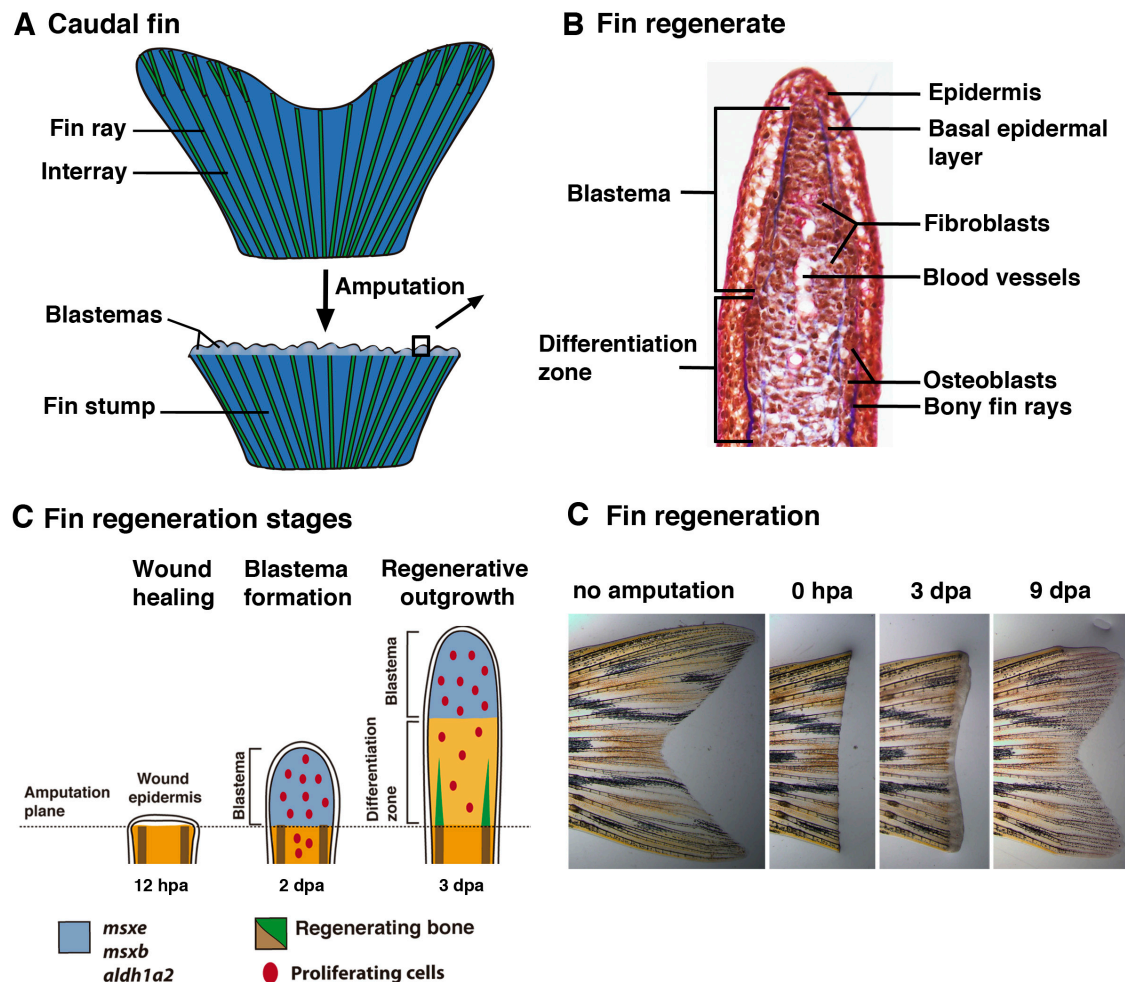 A Caudal fin
Fin ray
Interray
Amputation
Blastemas
Fin stump
B Fin regenerate
Epidermis
Basal epidermal
layer
Blastema
Fibroblasts
Blood vessels
Differentiation
zone
Osteoblasts
Bony fin rays
C Fin regeneration stages
Wound
healing
Blastema
formation
Regenerative
outgrowth
Amputation
plane
Wound
epidermis
Blastema
Blastema
Differentiation
zone
12 hpa
2 dpa
3 dpa
msxe
msxb
aldh1a2
Regenerating bone
Proliferating cells
C Fin regeneration
no amputation
0 hpa
3 dpa
9 dpa